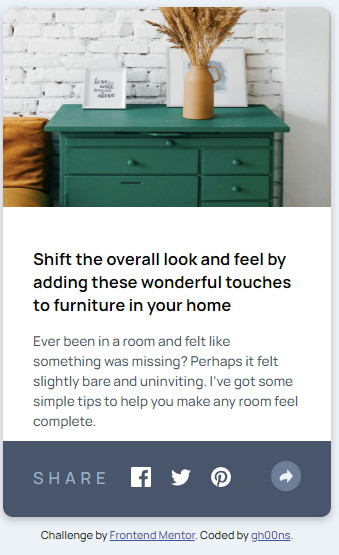 Shift the overall look and feel by
adding these wonderful touches
to furniture in your home
Ever been in a room and felt like
something was missing? Perhaps it felt
slightly bare and uninviting. I've got some
simple tips to help you make any room feel
complete.
SHARE
Challenge by Frontend Mentor. Coded by gh00ns.